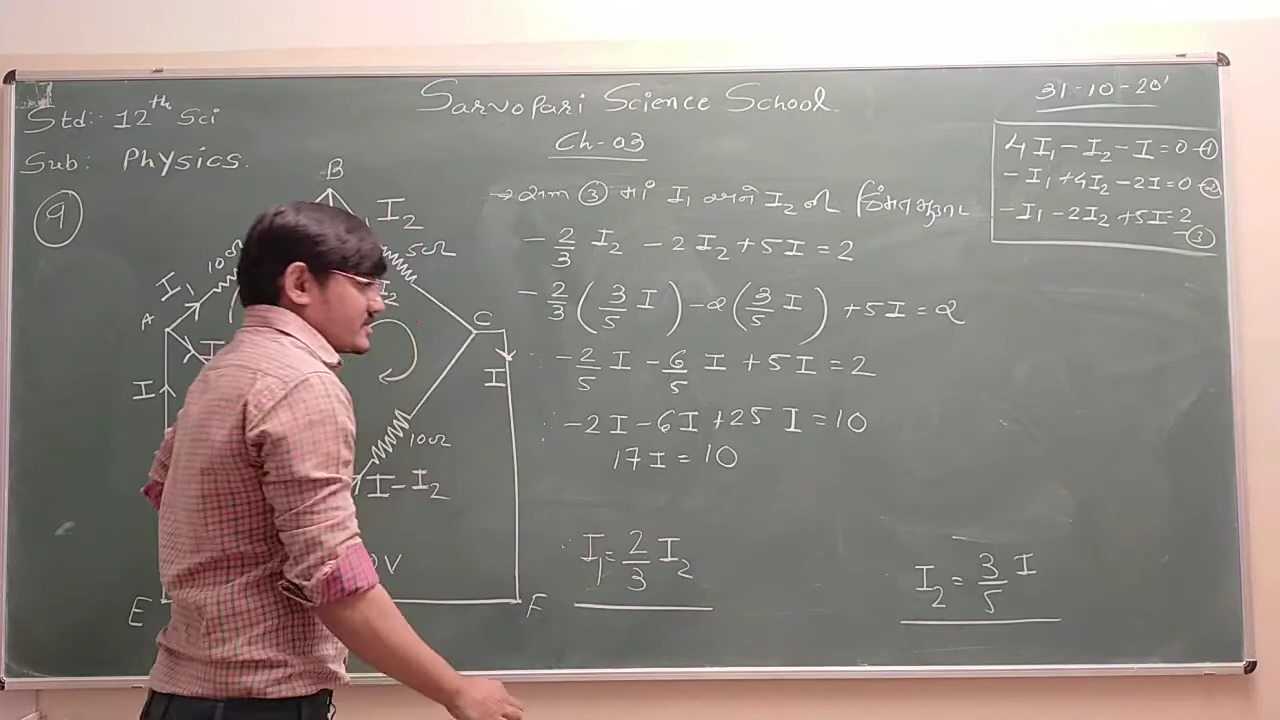 Std:- 12th Sci
Sub: Physics.
Sarvopari Science School
Ch-03
31-10-20'
4I₁ - I₂ - I = 0 -①
-I₁ + 4I₂ - 2I = 0 -②
-I₁ - 2I₂ + 5I = 2
-③
9
B
I₂
5Ω
10Ω
I₁
A
I
I
C
I
10Ω
I - I₂
V
E
F
→ સમી ③ માં I₁ અને I₂ ની કિંમત મૂકતા
-2/3 I₂ - 2I₂ + 5I = 2
-2/3 (3/5 I) - 2(3/5 I) + 5I = 2
∴ -2/5 I - 6/5 I + 5I = 2
∴ -2I - 6I + 25I = 10
17I = 10
∴ I₁ = 2/3 I₂
I₂ = 3/5 I